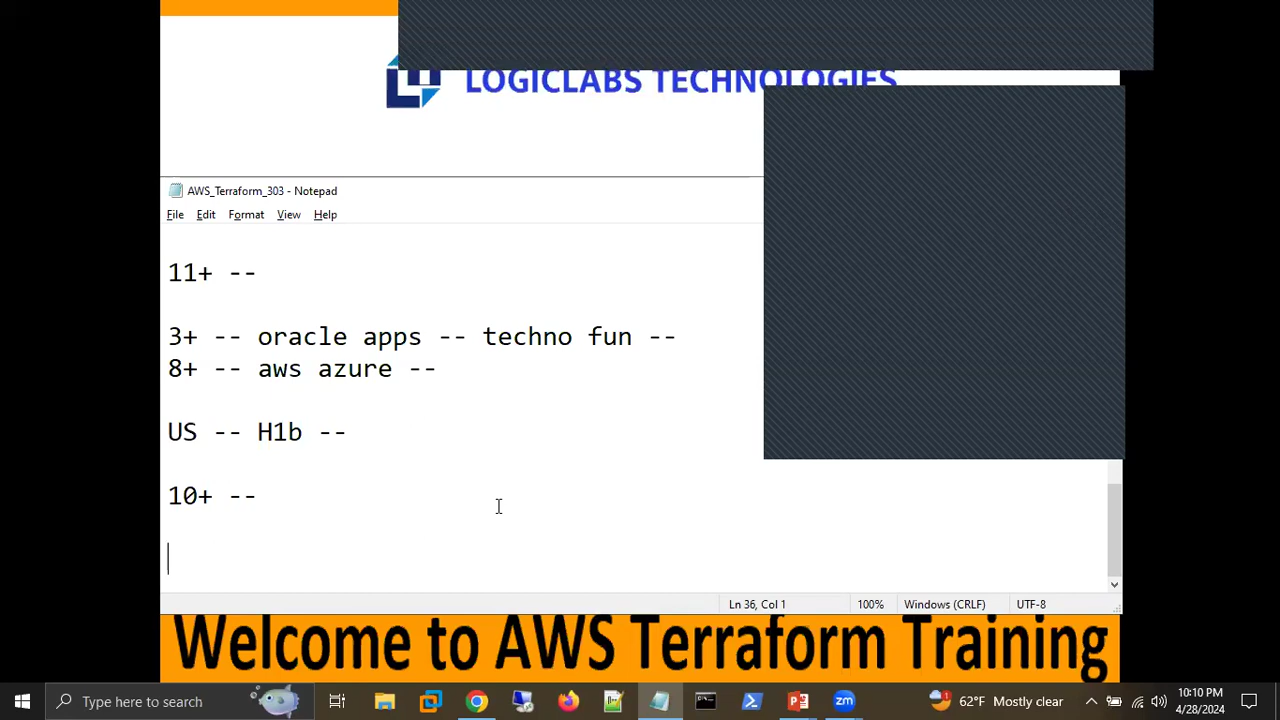 LOGICLABS TECHNOLOGIES
AWS_Terraform_303 - Notepad
File Edit Format View Help
11+ --
3+ -- oracle apps -- techno fun --
8+ -- aws azure --
US -- H1b --
10+ --
Ln 36, Col 1 100% Windows (CRLF) UTF-8
Welcome to AWS Terraform Training
Type here to search
zm
62°F Mostly clear
10:10 PM
4/28/2024